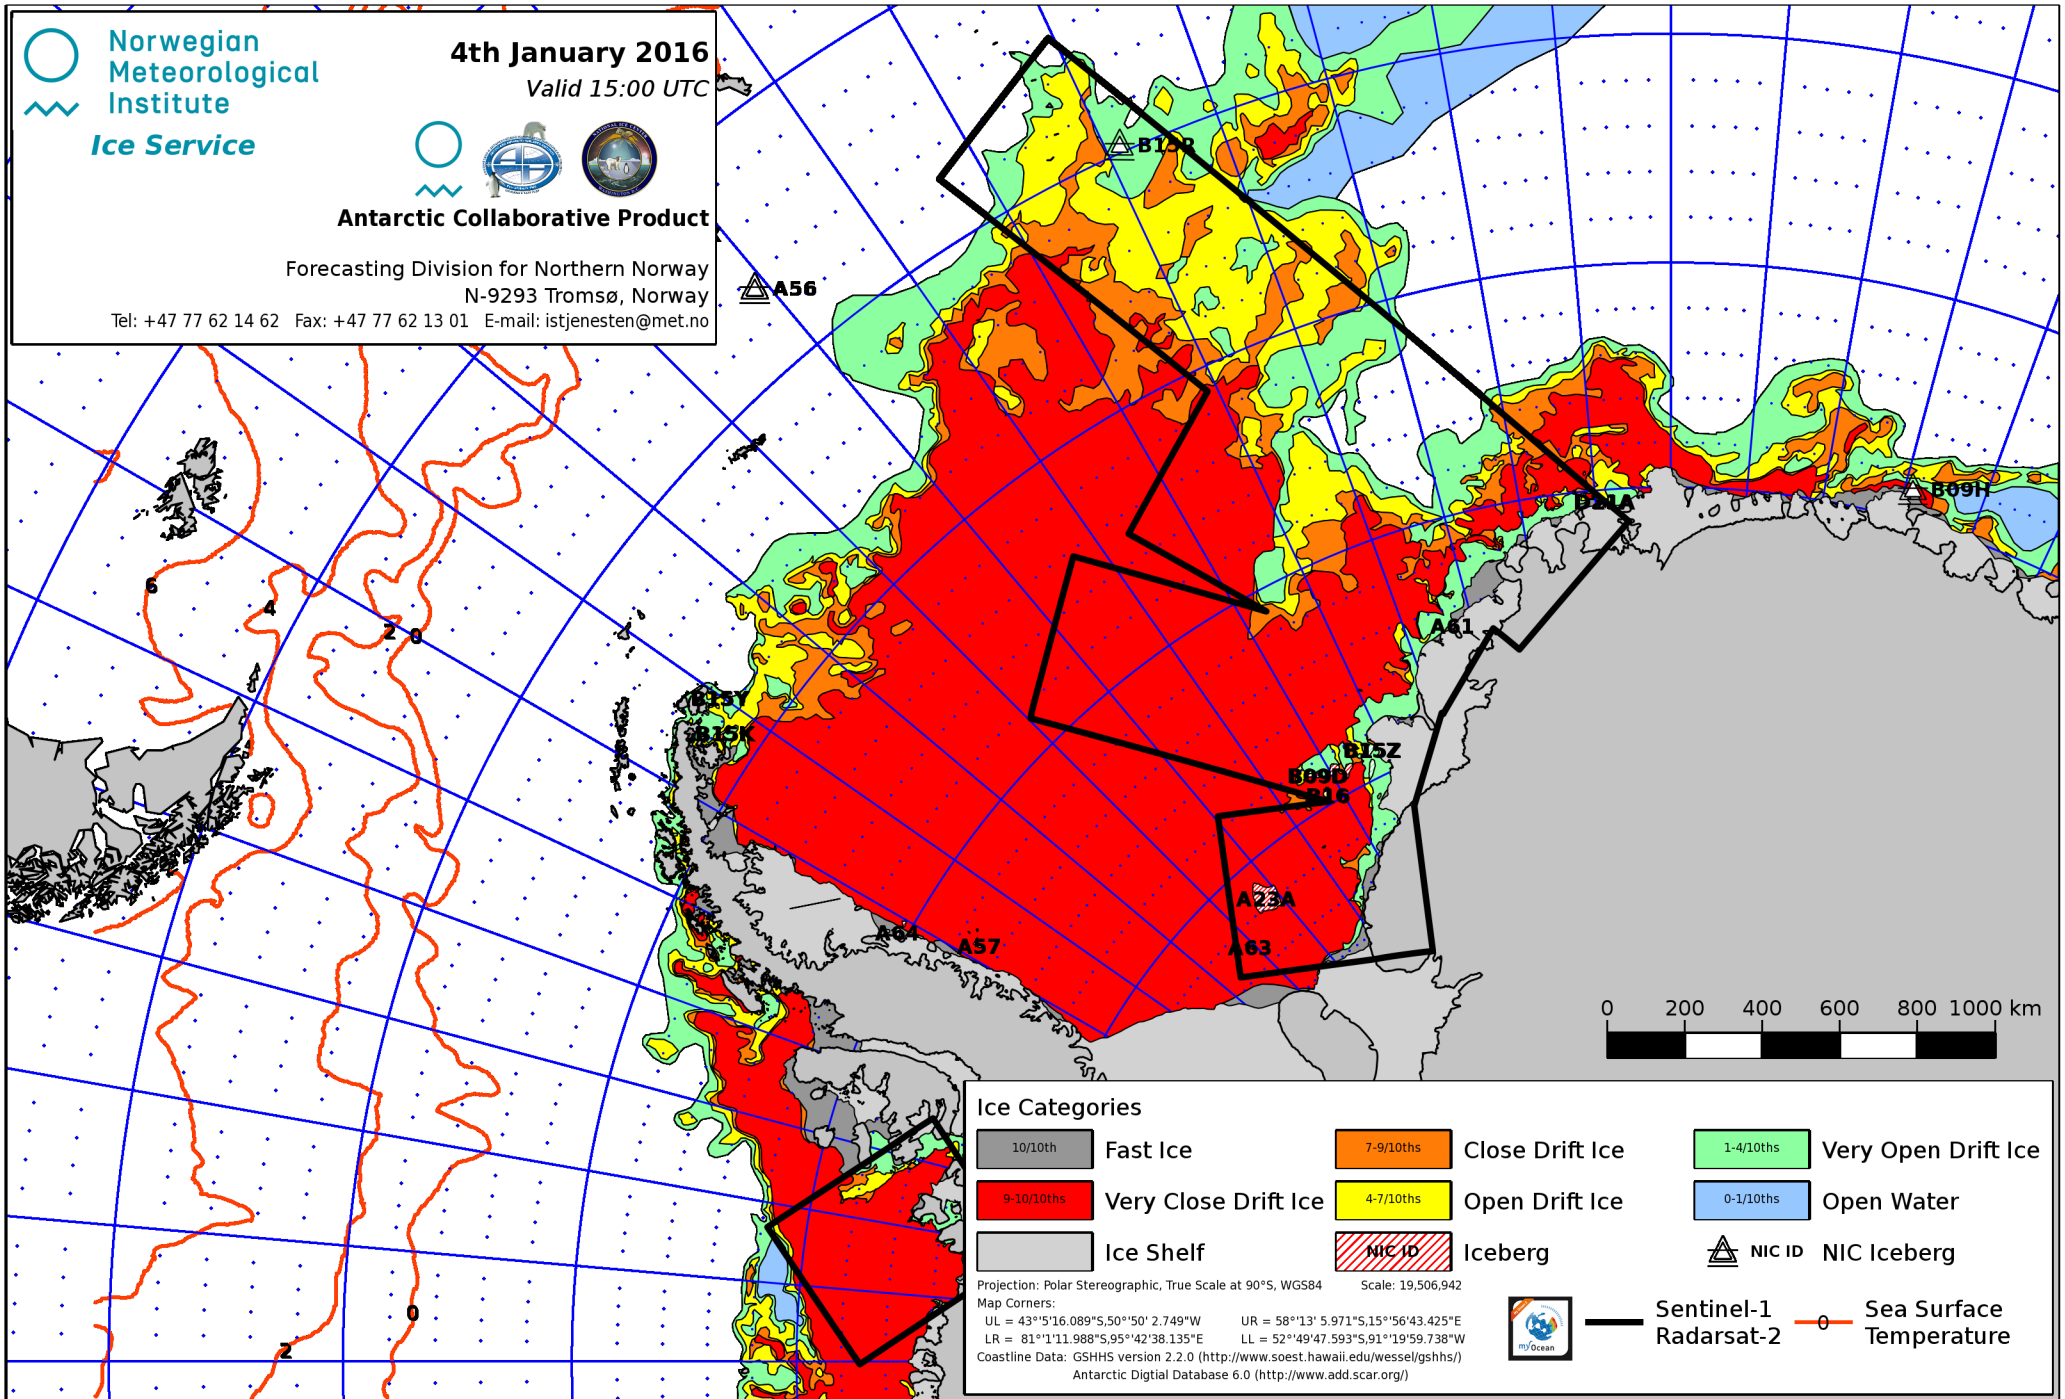 Norwegian
Meteorological
Institute
Ice Service
4th January 2016
Valid 15:00 UTC
Antarctic Collaborative Product
Forecasting Division for Northern Norway
N-9293 Tromsø, Norway
Tel: +47 77 62 14 62 Fax: +47 77 62 13 01 E-mail: istjenesten@met.no
A56
B09H
6
4
2
0
A61
B15Y
B15K
B15Z
B09D
B16
A23A
A64
A57
A63
0
2
0 200 400 600 800 1000 km
Ice Categories
10/10th Fast Ice
7-9/10ths Close Drift Ice
1-4/10ths Very Open Drift Ice
9-10/10ths Very Close Drift Ice
4-7/10ths Open Drift Ice
0-1/10ths Open Water
Ice Shelf
NIC ID Iceberg
NIC ID NIC Iceberg
Projection: Polar Stereographic, True Scale at 90°S, WGS84 Scale: 19,506,942
Map Corners:
UL = 43°'5'16.089"S,50°'50' 2.749"W UR = 58°'13' 5.971"S,15°'56'43.425"E
LR = 81°'1'11.988"S,95°'42'38.135"E LL = 52°'49'47.593"S,91°'19'59.738"W
Coastline Data: GSHHS version 2.2.0 (http://www.soest.hawaii.edu/wessel/gshhs/)
Antarctic Digtial Database 6.0 (http://www.add.scar.org/)
myOcean
Sentinel-1
Radarsat-2
0
Sea Surface
Temperature